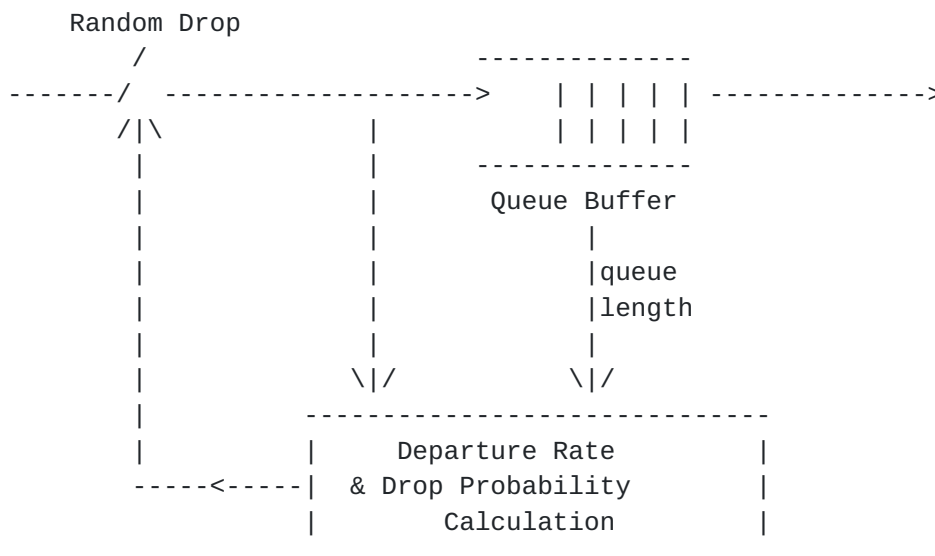 Random Drop
Queue Buffer
queue
length
Departure Rate
& Drop Probability
Calculation